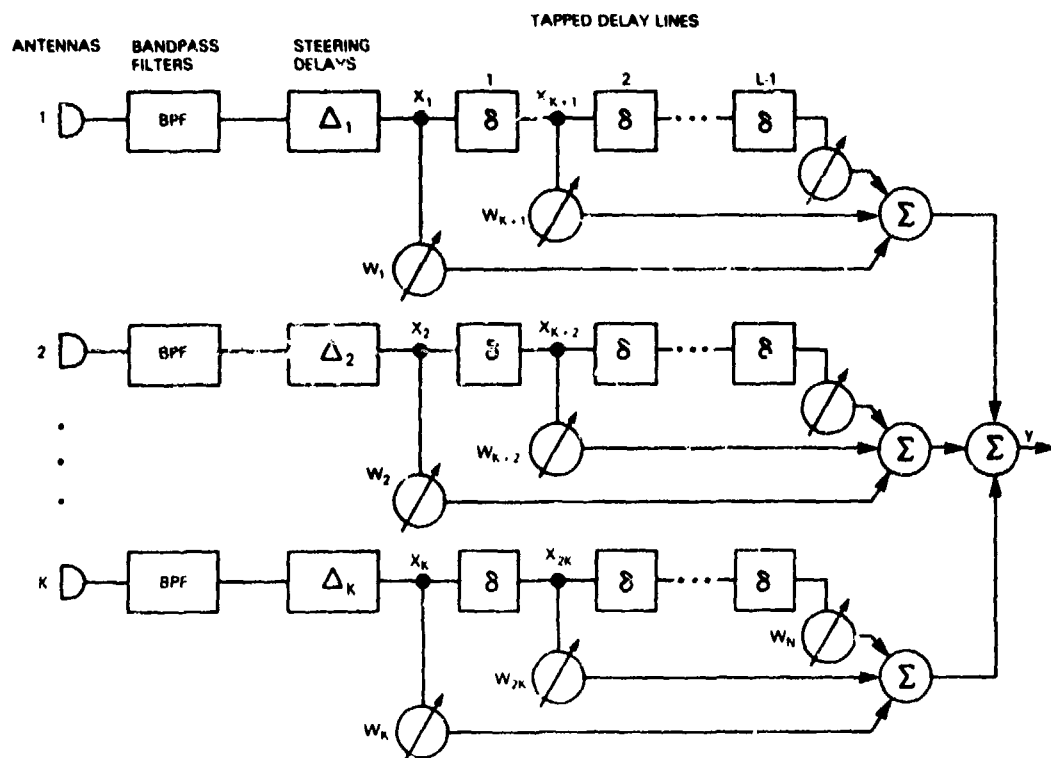 TAPPED DELAY LINES
ANTENNAS BANDPASS FILTERS STEERING DELAYS
1 2 L-1
1 BPF Δ1 X1 δ XK+1 δ ... δ
WK+1 Σ
W1
2 BPF Δ2 X2 δ XK+2 δ ... δ
WK+2 Σ Σ Y
W2
K BPF ΔK XK δ X2K δ ... δ
WN
W2K Σ
WK